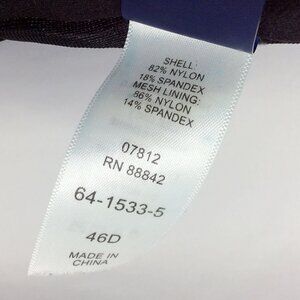 SHELL:
82% NYLON
18% SPANDEX
MESH LINING:
86% NYLON
14% SPANDEX
07812
RN 88842
64-1533-5
46D
MADE IN
CHINA